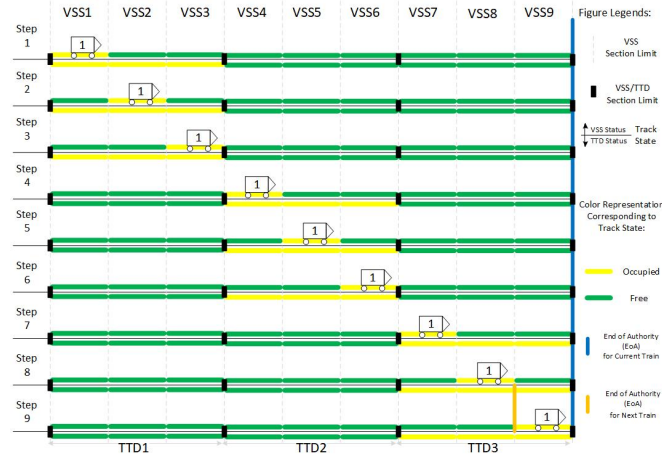 VSS1 VSS2 VSS3 VSS4 VSS5 VSS6 VSS7 VSS8 VSS9
Step
1
1
Step
2
1
Step
3
1
Step
4
1
Step
5
1
Step
6
1
Step
7
1
Step
8
1
Step
9
1
TTD1 TTD2 TTD3
Figure Legends:
VSS
Section Limit
VSS/TTD
Section Limit
VSS Status
TTD Status
Track
State
Color Representation
Corresponding to
Track State:
Occupied
Free
End of Authority
(EoA)
for Current Train
End of Authority
(EoA)
for Next Train